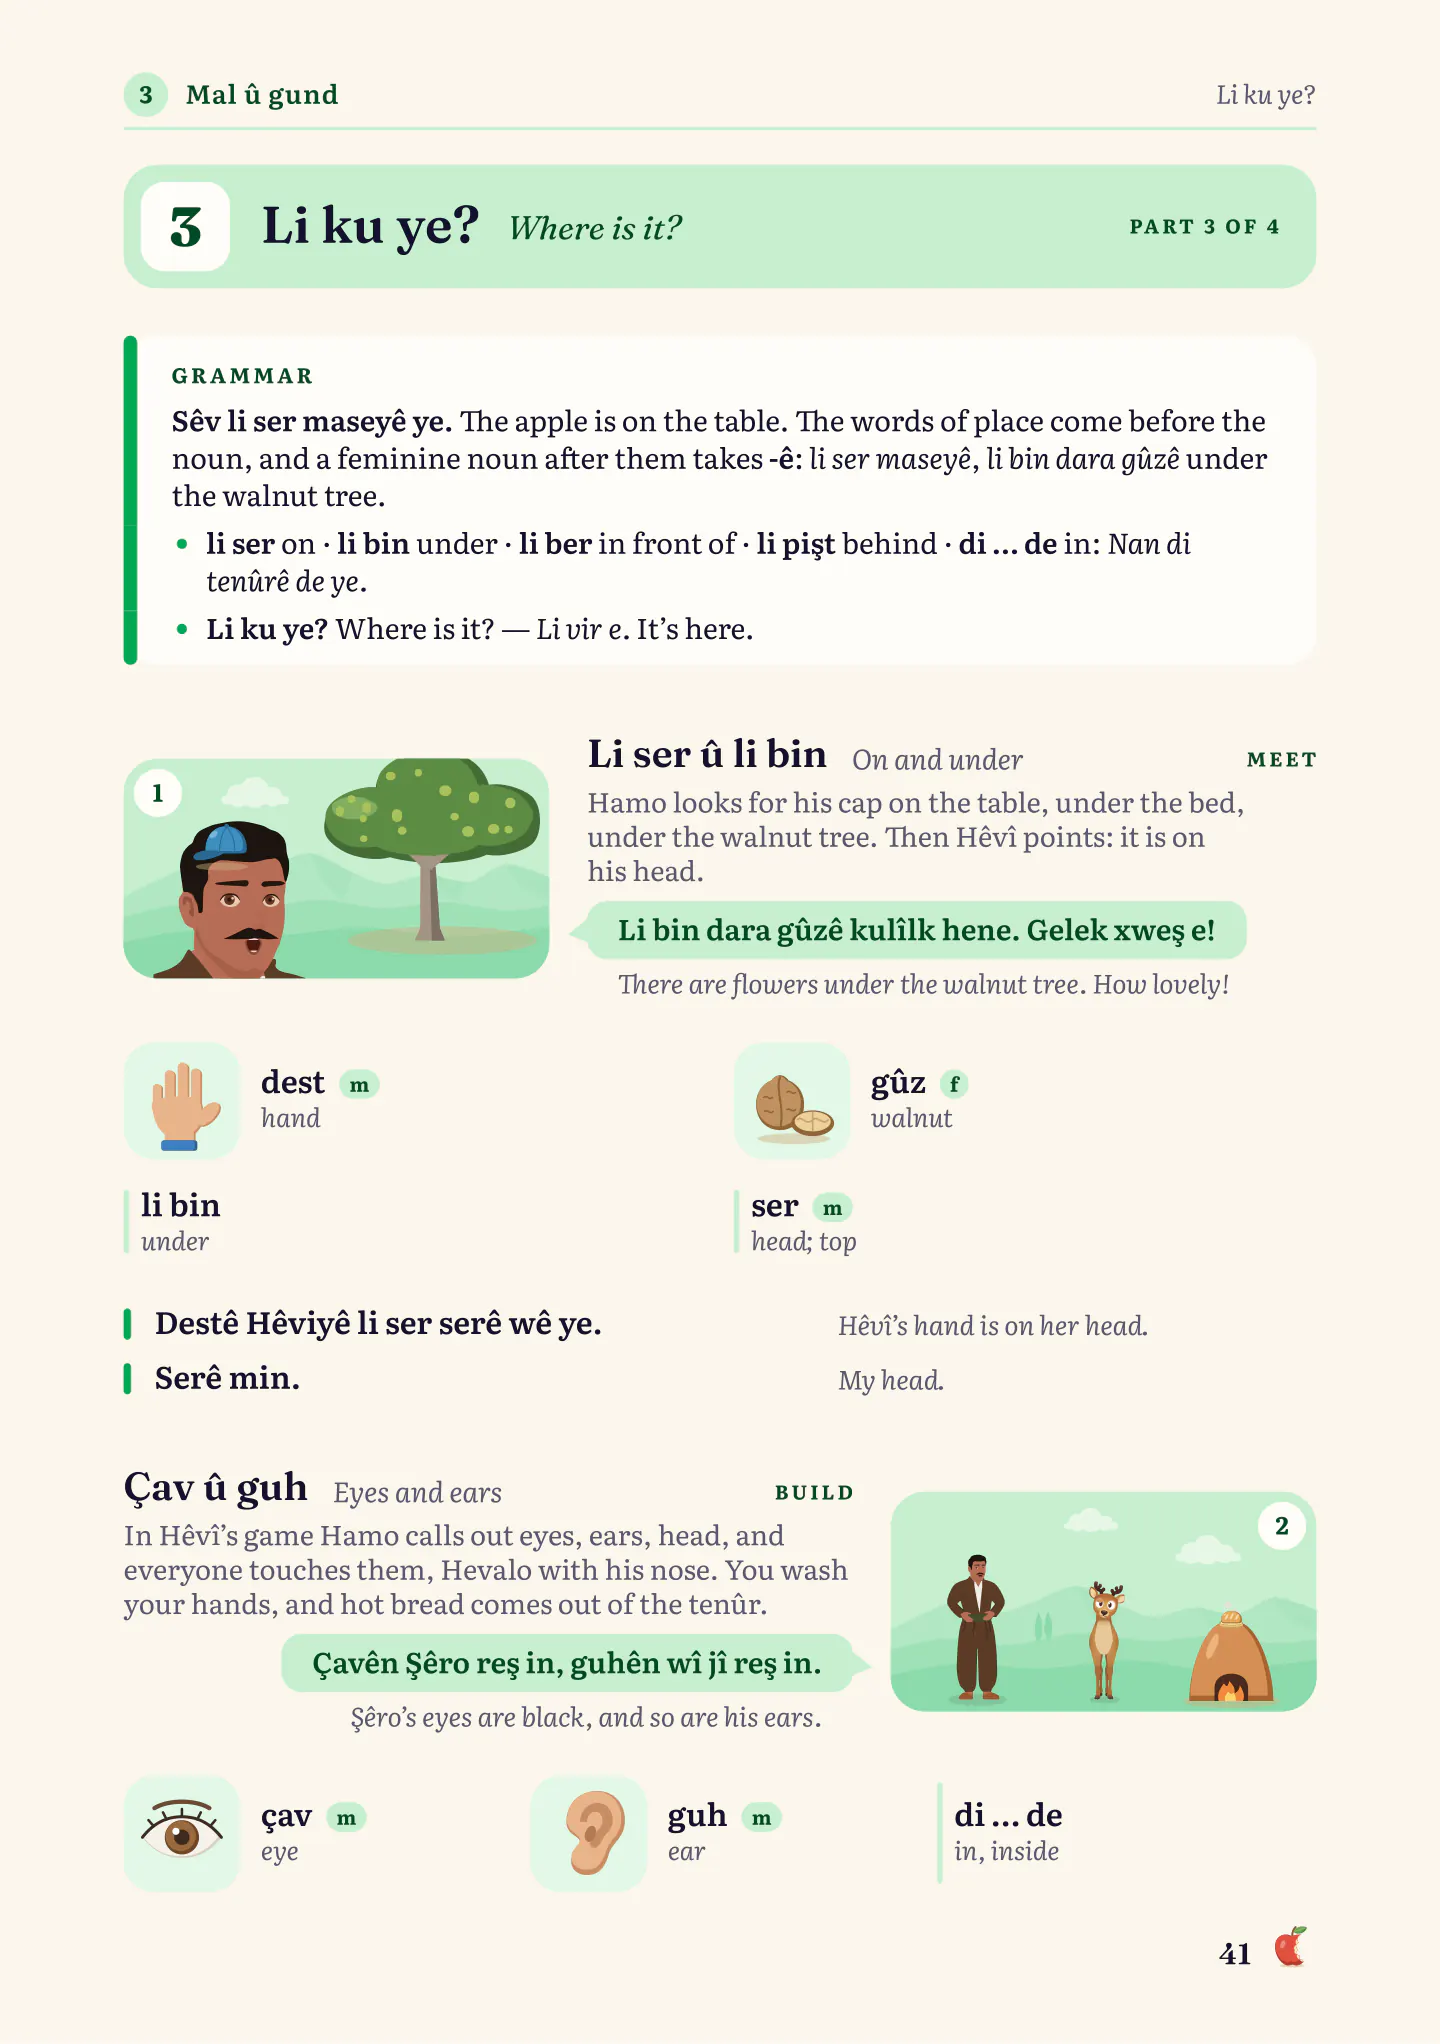 3 Mal û gund
Li ku ye?
3 Li ku ye? Where is it? PART 3 OF 4
GRAMMAR
Sêv li ser maseyê ye. The apple is on the table. The words of place come before the
noun, and a feminine noun after them takes -ê: li ser maseyê, li bin dara gûzê under
the walnut tree.
• li ser on · li bin under · li ber in front of · li pişt behind · di … de in: Nan di
tenûrê de ye.
• Li ku ye? Where is it? — Li vir e. It’s here.
1
Li ser û li bin On and under MEET
Hamo looks for his cap on the table, under the bed,
under the walnut tree. Then Hêvî points: it is on
his head.
Li bin dara gûzê kulîlk hene. Gelek xweş e!
There are flowers under the walnut tree. How lovely!
dest m
hand
gûz f
walnut
li bin
under
ser m
head; top
Destê Hêviyê li ser serê wê ye. Hêvî’s hand is on her head.
Serê min. My head.
Çav û guh Eyes and ears BUILD
In Hêvî’s game Hamo calls out eyes, ears, head, and
everyone touches them, Hevalo with his nose. You wash
your hands, and hot bread comes out of the tenûr.
Çavên Şêro reş in, guhên wî jî reş in.
Şêro’s eyes are black, and so are his ears.
2
çav m
eye
guh m
ear
di … de
in, inside
41